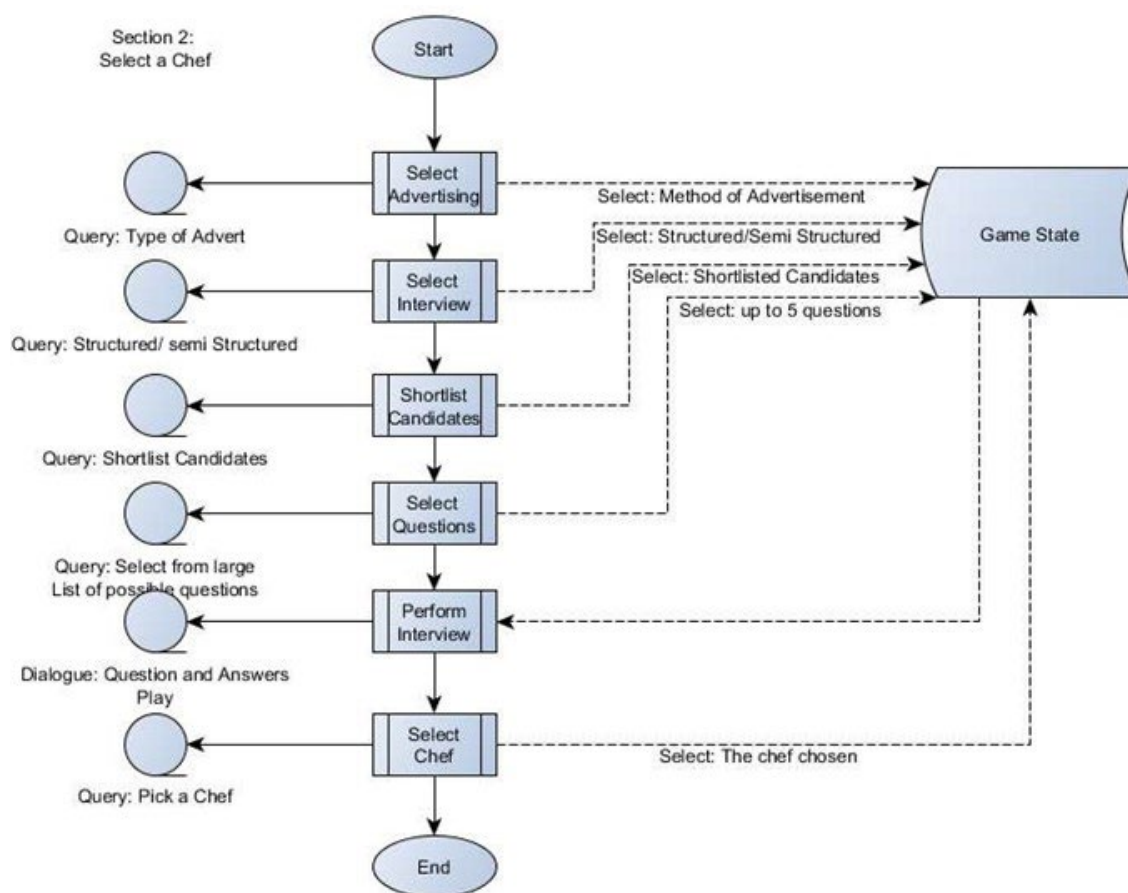 Section 2:
Select a Chef
Start
Select
Advertising
Select: Method of Advertisement
Query: Type of Advert
Select: Structured/Semi Structured
Game State
Select
Interview
Select: Shortlisted Candidates
Select: up to 5 questions
Query: Structured/ semi Structured
Shortlist
Candidates
Query: Shortlist Candidates
Select
Questions
Query: Select from large
List of possible questions
Perform
Interview
Dialogue: Question and Answers
Play
Select
Chef
Select: The chef chosen
Query: Pick a Chef
End